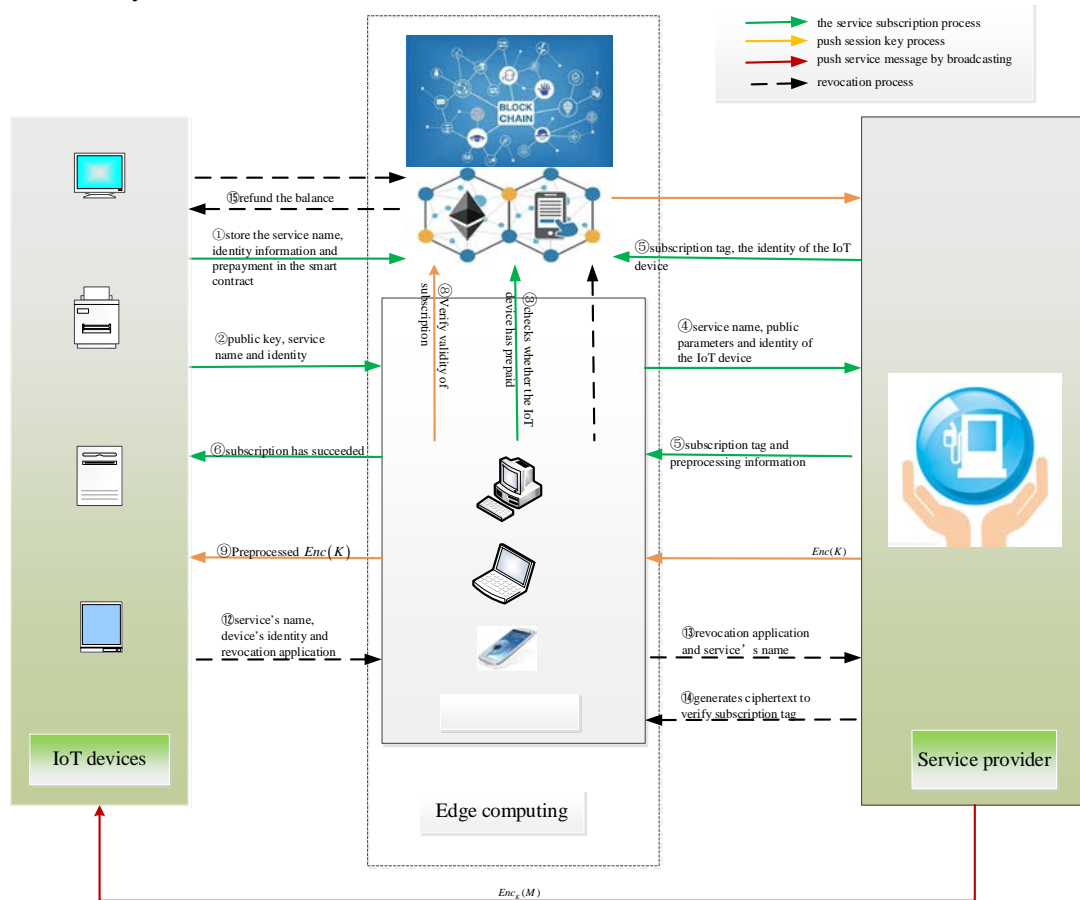 the service subscription process
push session key process
push service message by broadcasting
revocation process
BLOCK
CHAIN
⑮refund the balance
①store the service name,
identity information and
prepayment in the smart
contract
⑤subscription tag, the identity of the IoT
device
⑧Verify validity of
subscription
③checks whether the IoT
device has prepaid
②public key, service
name and identity
④service name, public
parameters and identity of
the IoT device
⑥subscription has succeeded
⑤subscription tag and
preprocessing information
⑨Preprocessed Enc(K)
Enc(K)
⑫service's name,
device's identity and
revocation application
⑬revocation application
and service's name
⑭generates ciphertext to
verify subscription tag
IoT devices
Service provider
Edge computing
Enc_K(M)